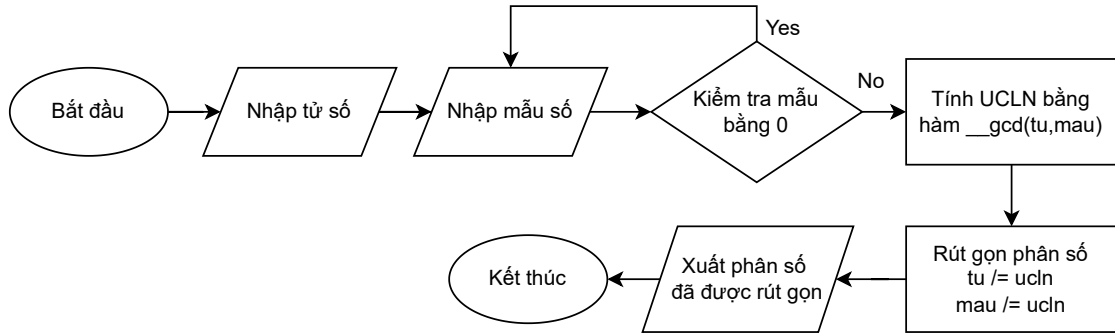 Bắt đầu
Nhập tử số
Nhập mẫu số
Yes
Kiểm tra mẫu
bằng 0
No
Tính UCLN bằng
hàm __gcd(tu,mau)
Rút gọn phân số
tu /= ucln
mau /= ucln
Xuất phân số
đã được rút gọn
Kết thúc